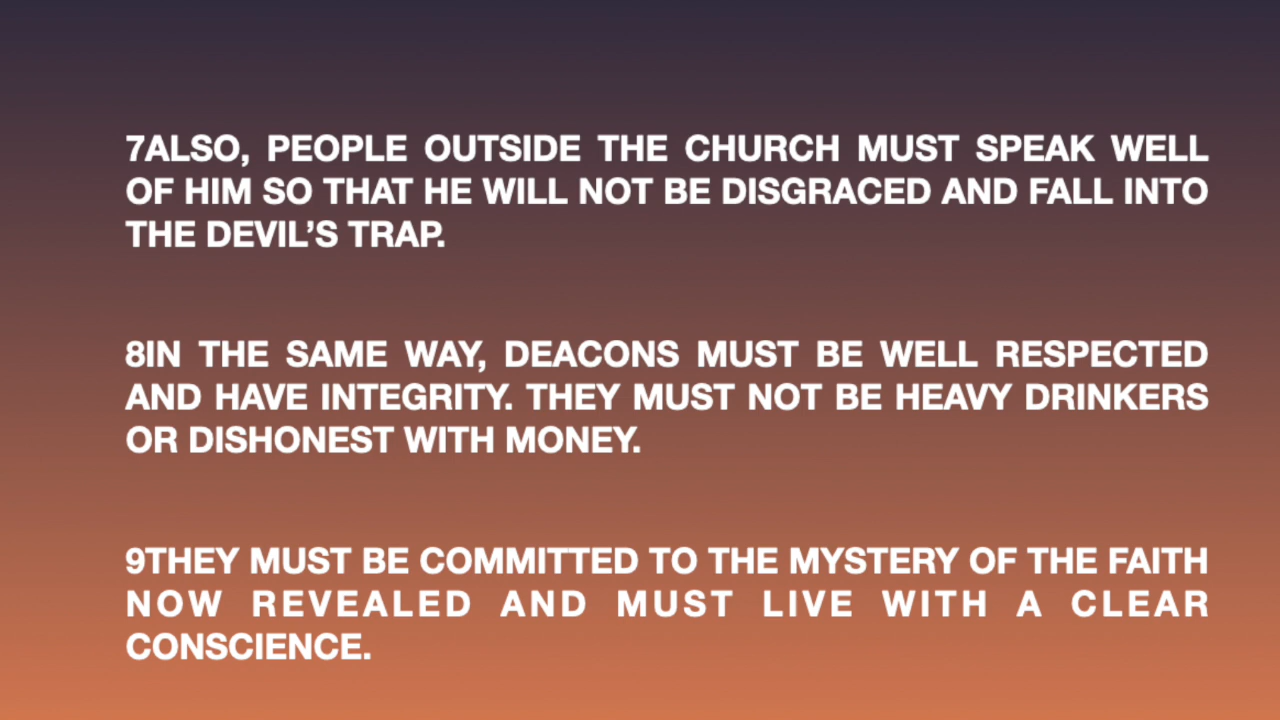 7ALSO, PEOPLE OUTSIDE THE CHURCH MUST SPEAK WELL
OF HIM SO THAT HE WILL NOT BE DISGRACED AND FALL INTO
THE DEVIL’S TRAP.
8IN THE SAME WAY, DEACONS MUST BE WELL RESPECTED
AND HAVE INTEGRITY. THEY MUST NOT BE HEAVY DRINKERS
OR DISHONEST WITH MONEY.
9THEY MUST BE COMMITTED TO THE MYSTERY OF THE FAITH
NOW REVEALED AND MUST LIVE WITH A CLEAR
CONSCIENCE.